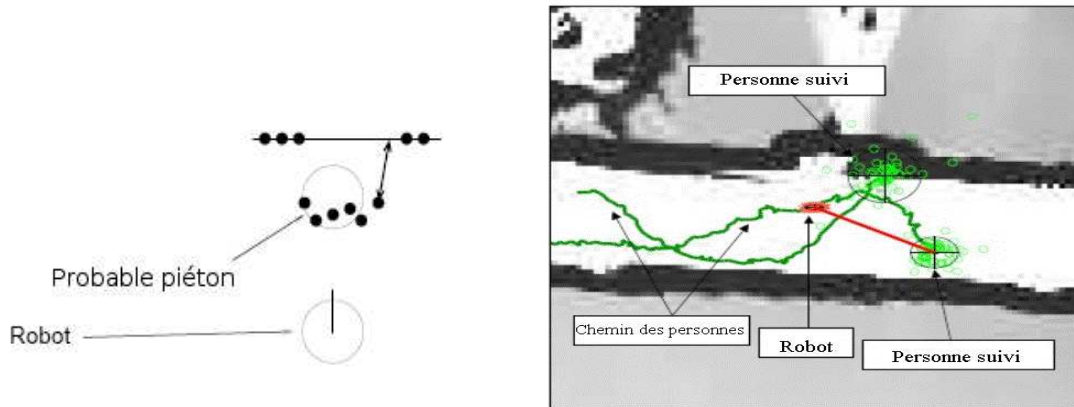 Probable piéton
Robot
Personne suivi
Chemin des personnes
Robot
Personne suivi